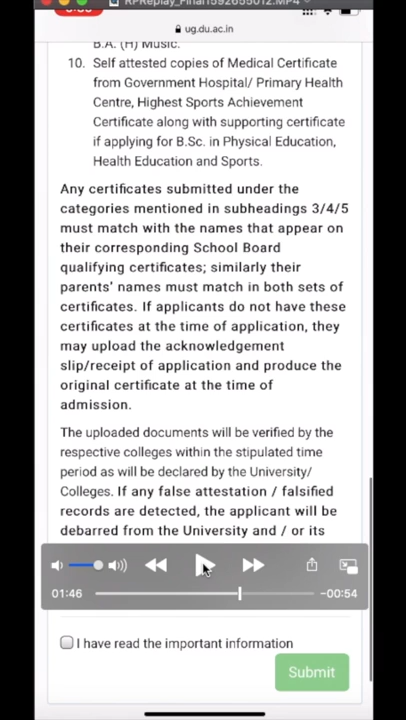 RPReplay_Final1592655012.MP4
ug.du.ac.in
B.A. (H) Music.
10. Self attested copies of Medical Certificate
from Government Hospital/ Primary Health
Centre, Highest Sports Achievement
Certificate along with supporting certificate
if applying for B.Sc. in Physical Education,
Health Education and Sports.
Any certificates submitted under the
categories mentioned in subheadings 3/4/5
must match with the names that appear on
their corresponding School Board
qualifying certificates; similarly their
parents' names must match in both sets of
certificates. If applicants do not have these
certificates at the time of application, they
may upload the acknowledgement
slip/receipt of application and produce the
original certificate at the time of
admission.
The uploaded documents will be verified by the
respective colleges within the stipulated time
period as will be declared by the University/
Colleges. If any false attestation / falsified
records are detected, the applicant will be
debarred from the University and / or its
01:46
-00:54
I have read the important information
Submit